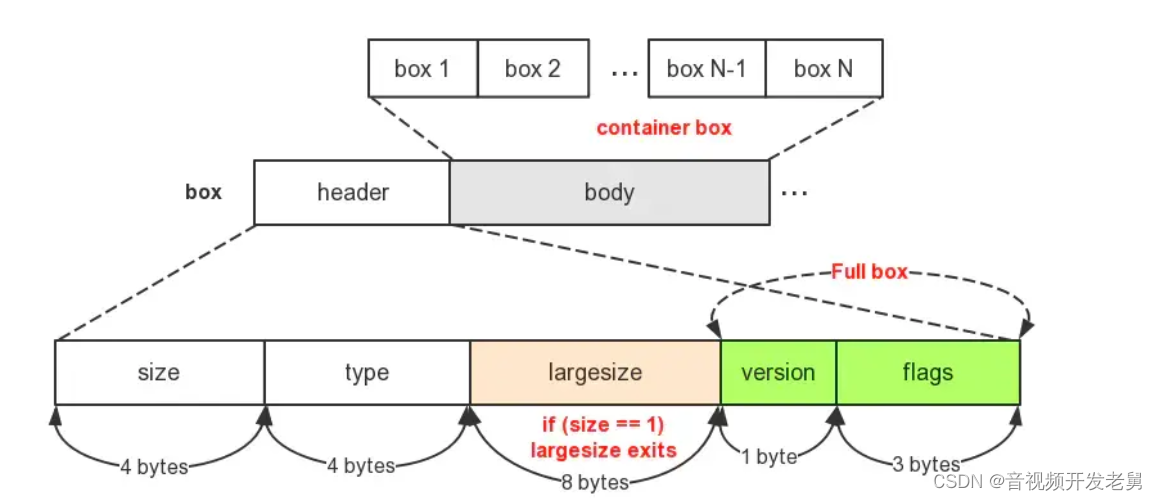 box 1 box 2 ... box N-1 box N
container box
box header body ...
Full box
size type largesize version flags
if (size == 1)
largesize exits
4 bytes 4 bytes 8 bytes 1 byte 3 bytes
CSDN @音视频开发老舅